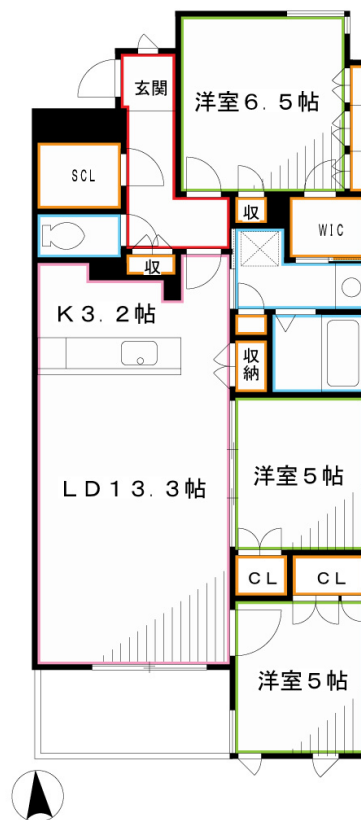 玄関
洋室6.5帖
SCL
収
WIC
収
K3.2帖
収納
LD13.3帖
洋室5帖
CL
CL
洋室5帖